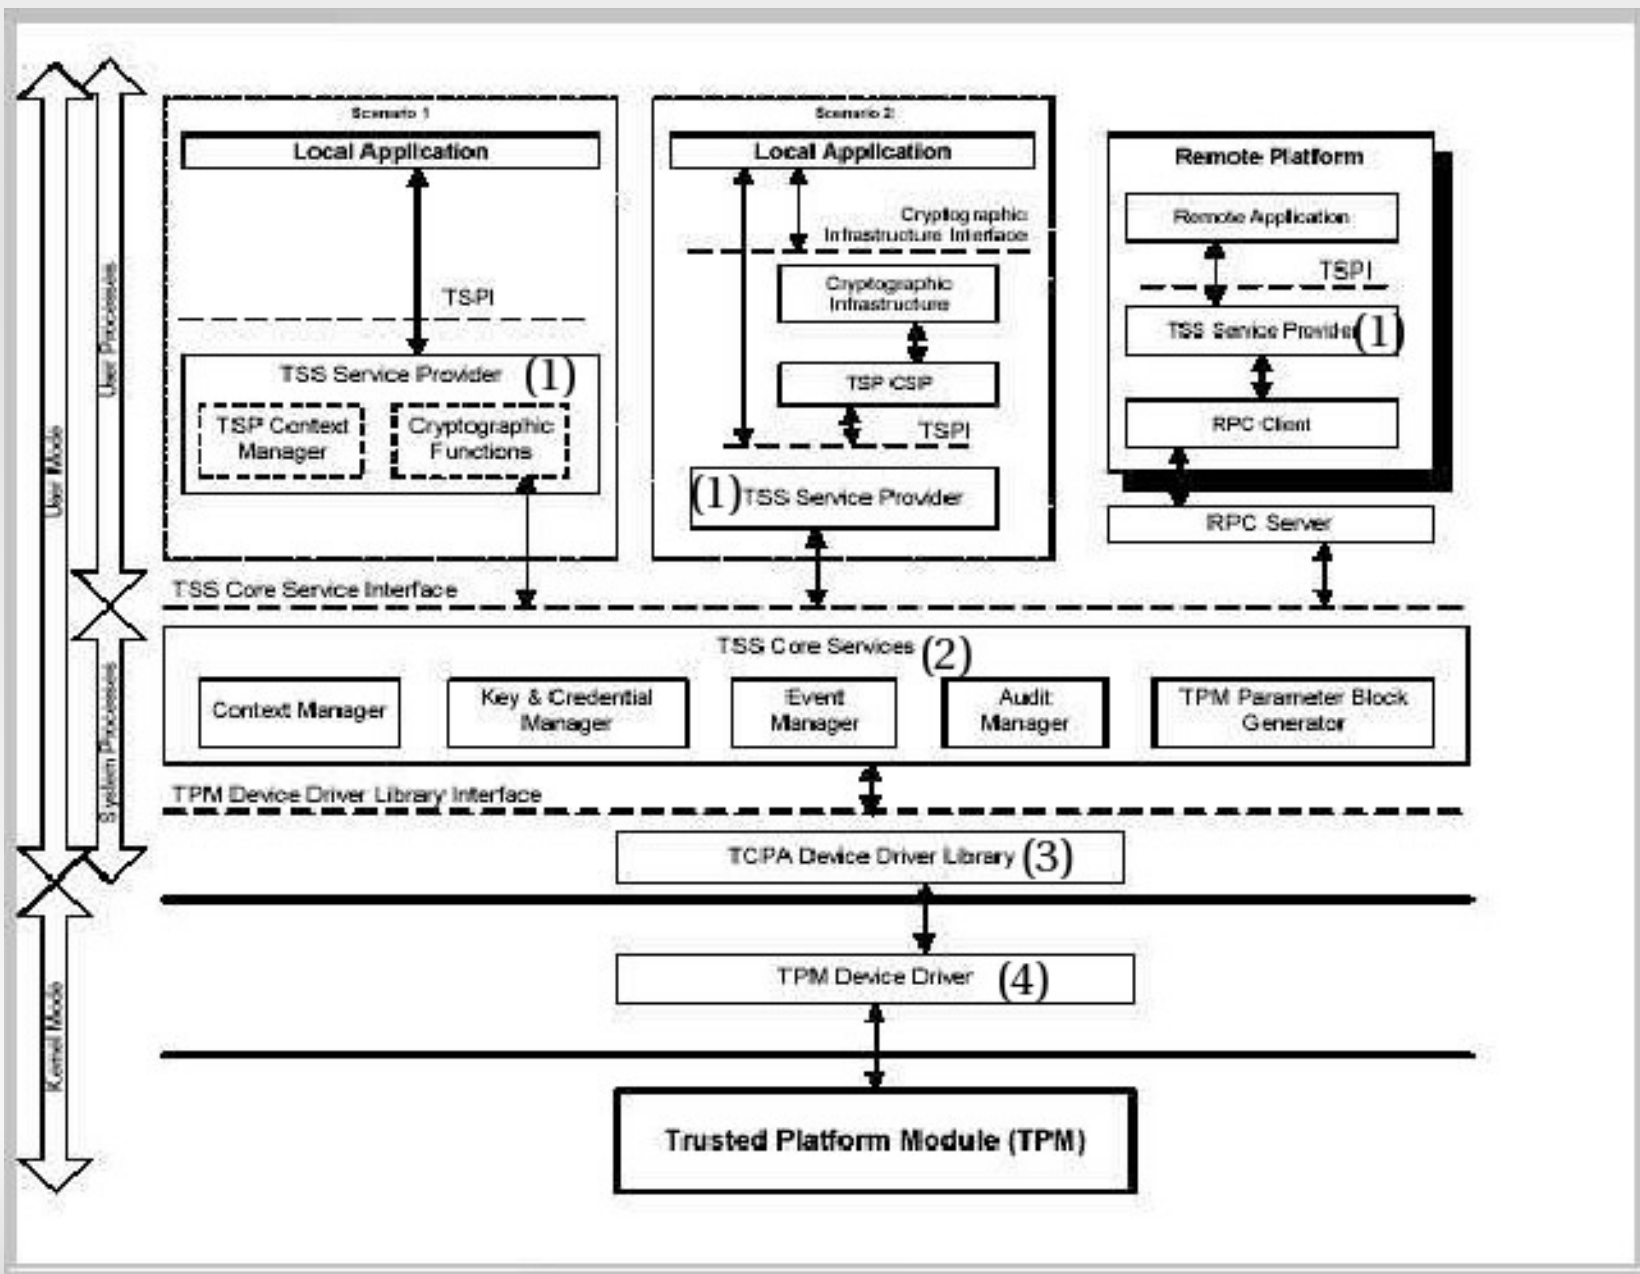 Scenario 1
Local Application
TSPI
TSS Service Provider (1)
TSP Context
Manager
Cryptographic
Functions
Scenario 2
Local Application
Cryptographic
Infrastructure Interface
Cryptographic
Infrastructure
TSP CSP
TSPI
(1) TSS Service Provider
Remote Platform
Remote Application
TSPI
TSS Service Provider (1)
RPC Client
RPC Server
User Mode
User Processes
TSS Core Service Interface
TSS Core Services (2)
Context Manager
Key & Credential
Manager
Event
Manager
Audit
Manager
TPM Parameter Block
Generator
System Processes
TPM Device Driver Library Interface
TCPA Device Driver Library (3)
TPM Device Driver (4)
Kernel Mode
Trusted Platform Module (TPM)